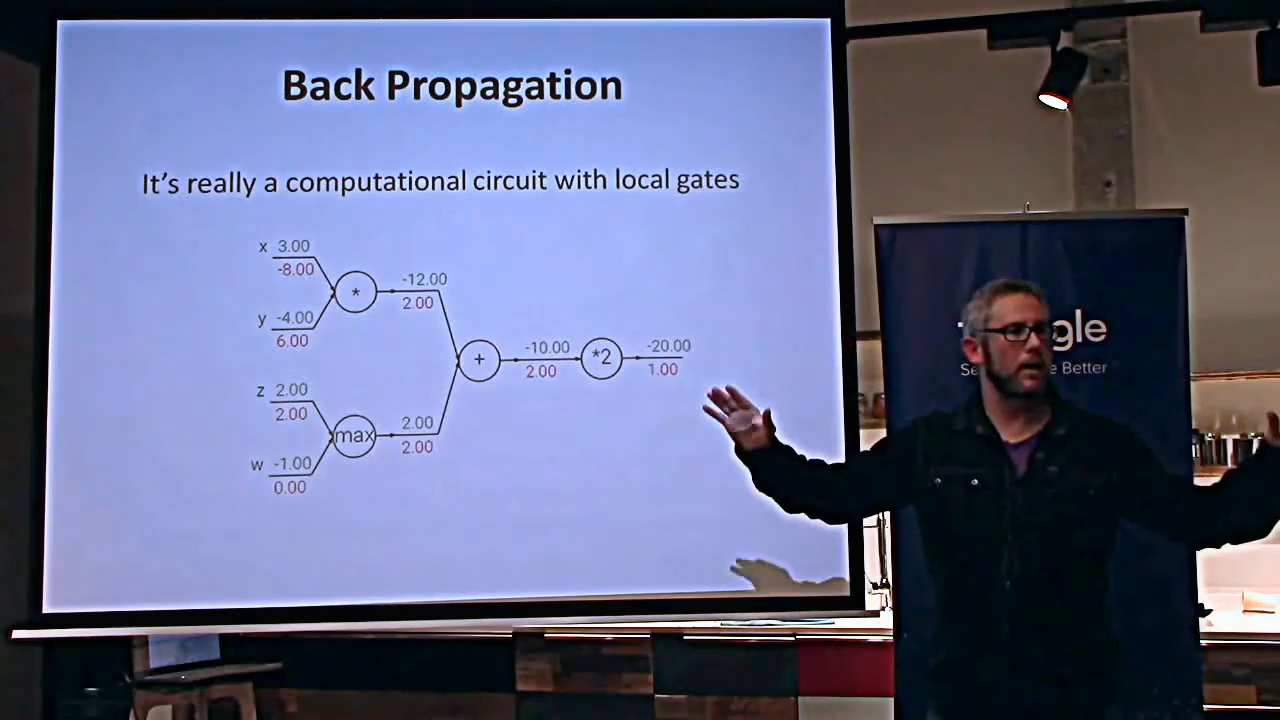 Back Propagation
It's really a computational circuit with local gates
x 3.00
-8.00
*
-12.00
2.00
y -4.00
6.00
+
-10.00
2.00
*2
-20.00
1.00
z 2.00
2.00
max
2.00
2.00
w -1.00
0.00
gle
Better